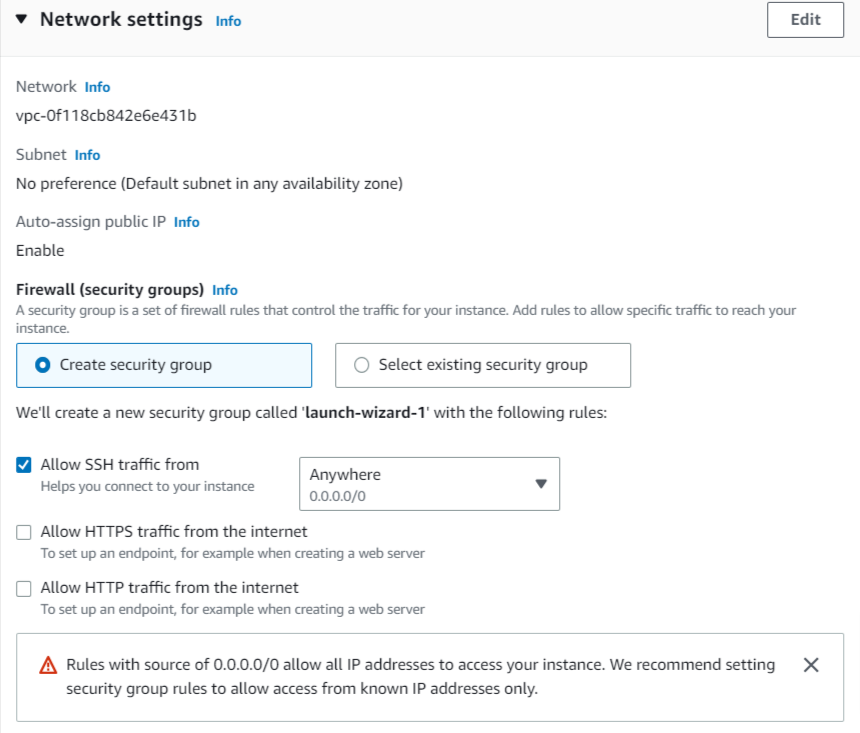 Network settings Info
Edit
Network Info
vpc-0f118cb842e6e431b
Subnet Info
No preference (Default subnet in any availability zone)
Auto-assign public IP Info
Enable
Firewall (security groups) Info
A security group is a set of firewall rules that control the traffic for your instance. Add rules to allow specific traffic to reach your
instance.
Create security group
Select existing security group
We'll create a new security group called 'launch-wizard-1' with the following rules:
Allow SSH traffic from
Helps you connect to your instance
Anywhere
0.0.0.0/0
Allow HTTPS traffic from the internet
To set up an endpoint, for example when creating a web server
Allow HTTP traffic from the internet
To set up an endpoint, for example when creating a web server
Rules with source of 0.0.0.0/0 allow all IP addresses to access your instance. We recommend setting
security group rules to allow access from known IP addresses only.